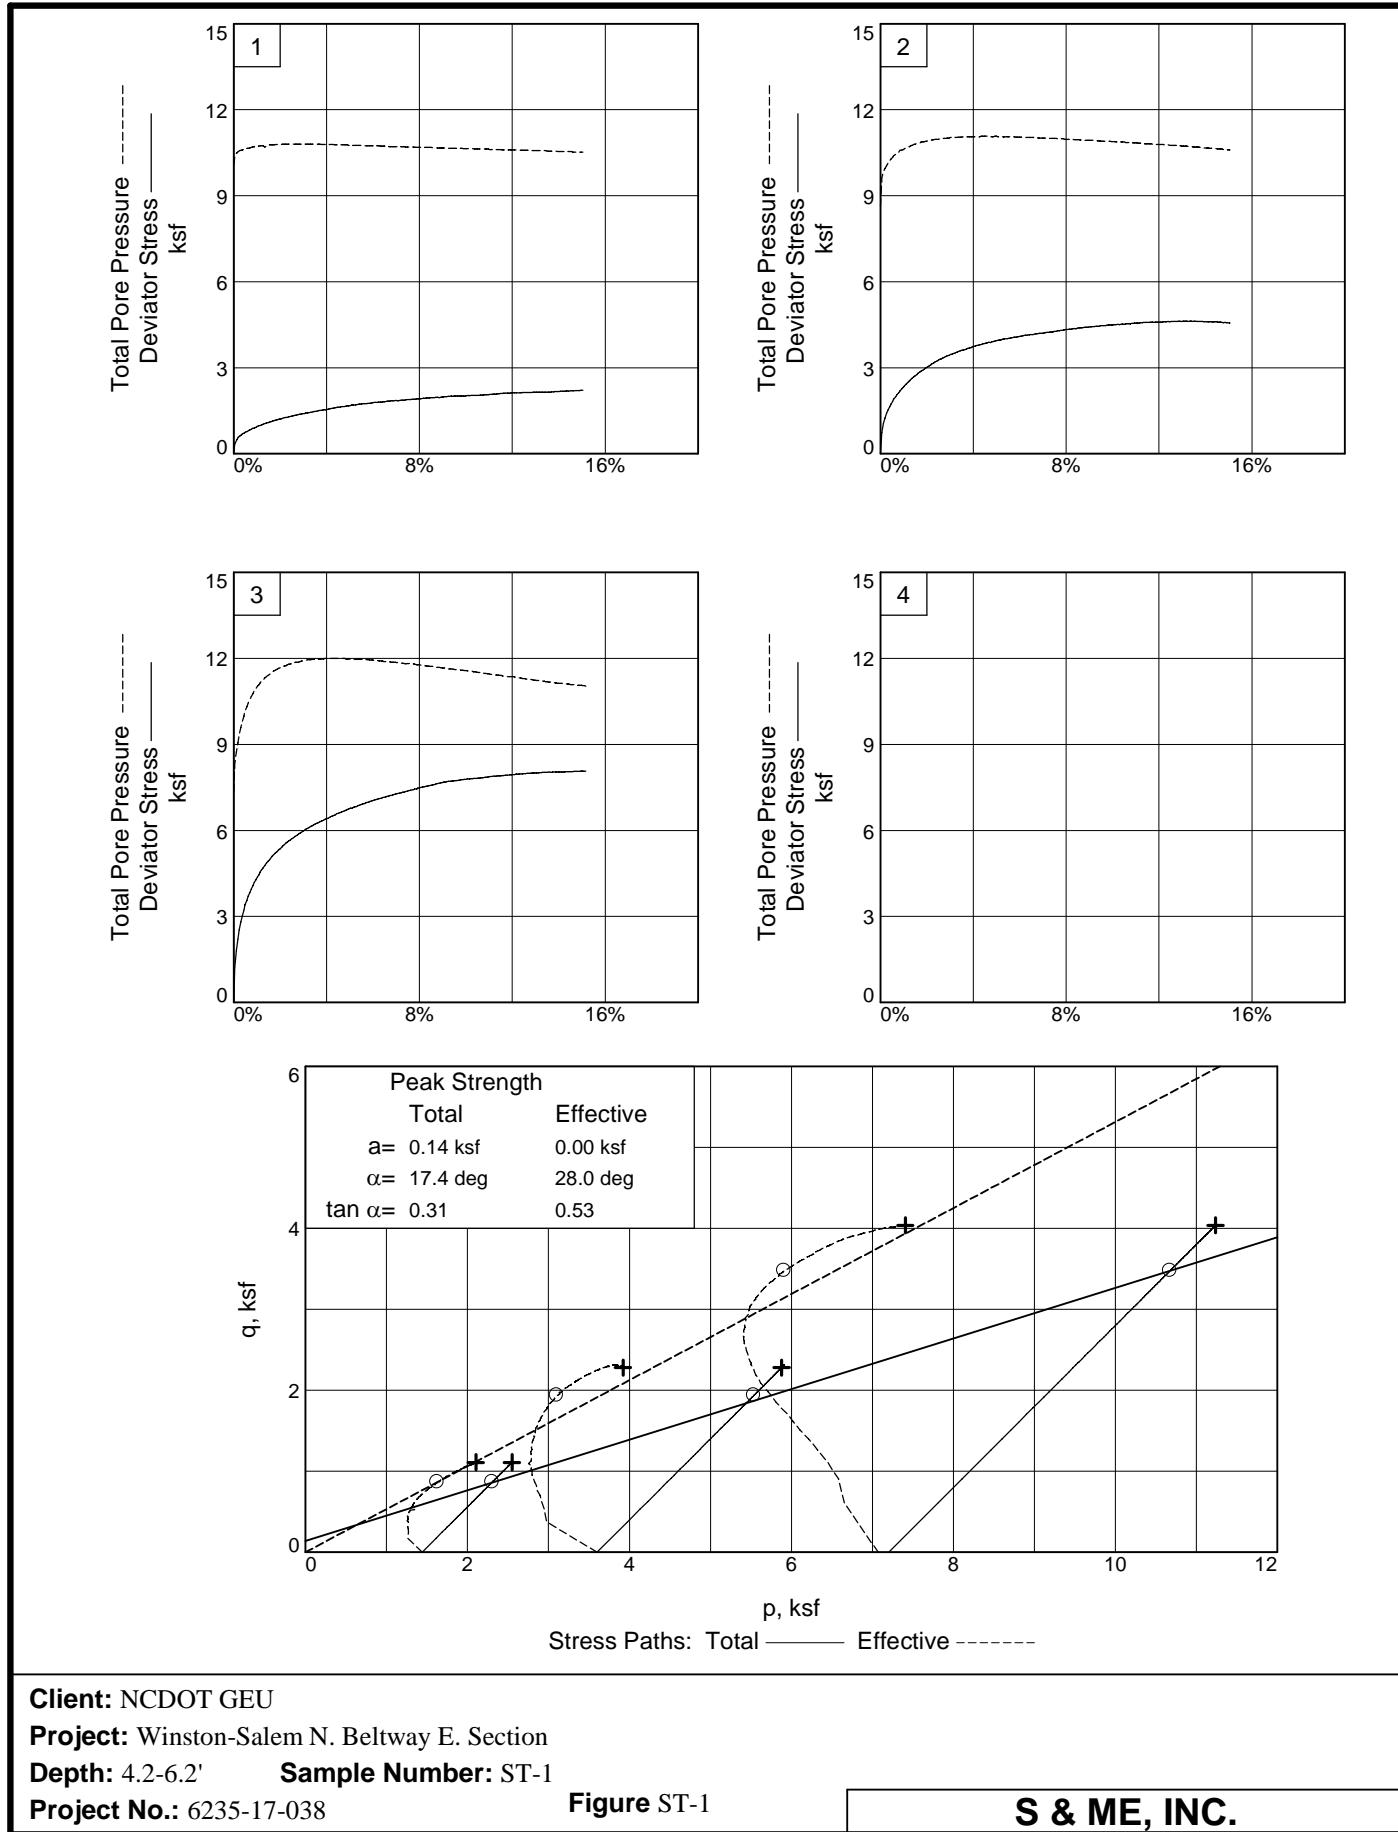 1
15
12
9
6
3
0
0%
8%
16%
Total Pore Pressure
Deviator Stress
ksf
2
15
12
9
6
3
0
0%
8%
16%
Total Pore Pressure
Deviator Stress
ksf
3
15
12
9
6
3
0
0%
8%
16%
Total Pore Pressure
Deviator Stress
ksf
4
15
12
9
6
3
0
0%
8%
16%
Total Pore Pressure
Deviator Stress
ksf
Peak Strength
Total Effective
a= 0.14 ksf 0.00 ksf
α= 17.4 deg 28.0 deg
tan α= 0.31 0.53
6
4
2
0
q, ksf
0 2 4 6 8 10 12
p, ksf
Stress Paths: Total Effective
Client: NCDOT GEU
Project: Winston-Salem N. Beltway E. Section
Depth: 4.2-6.2' Sample Number: ST-1
Project No.: 6235-17-038 Figure ST-1 S & ME, INC.